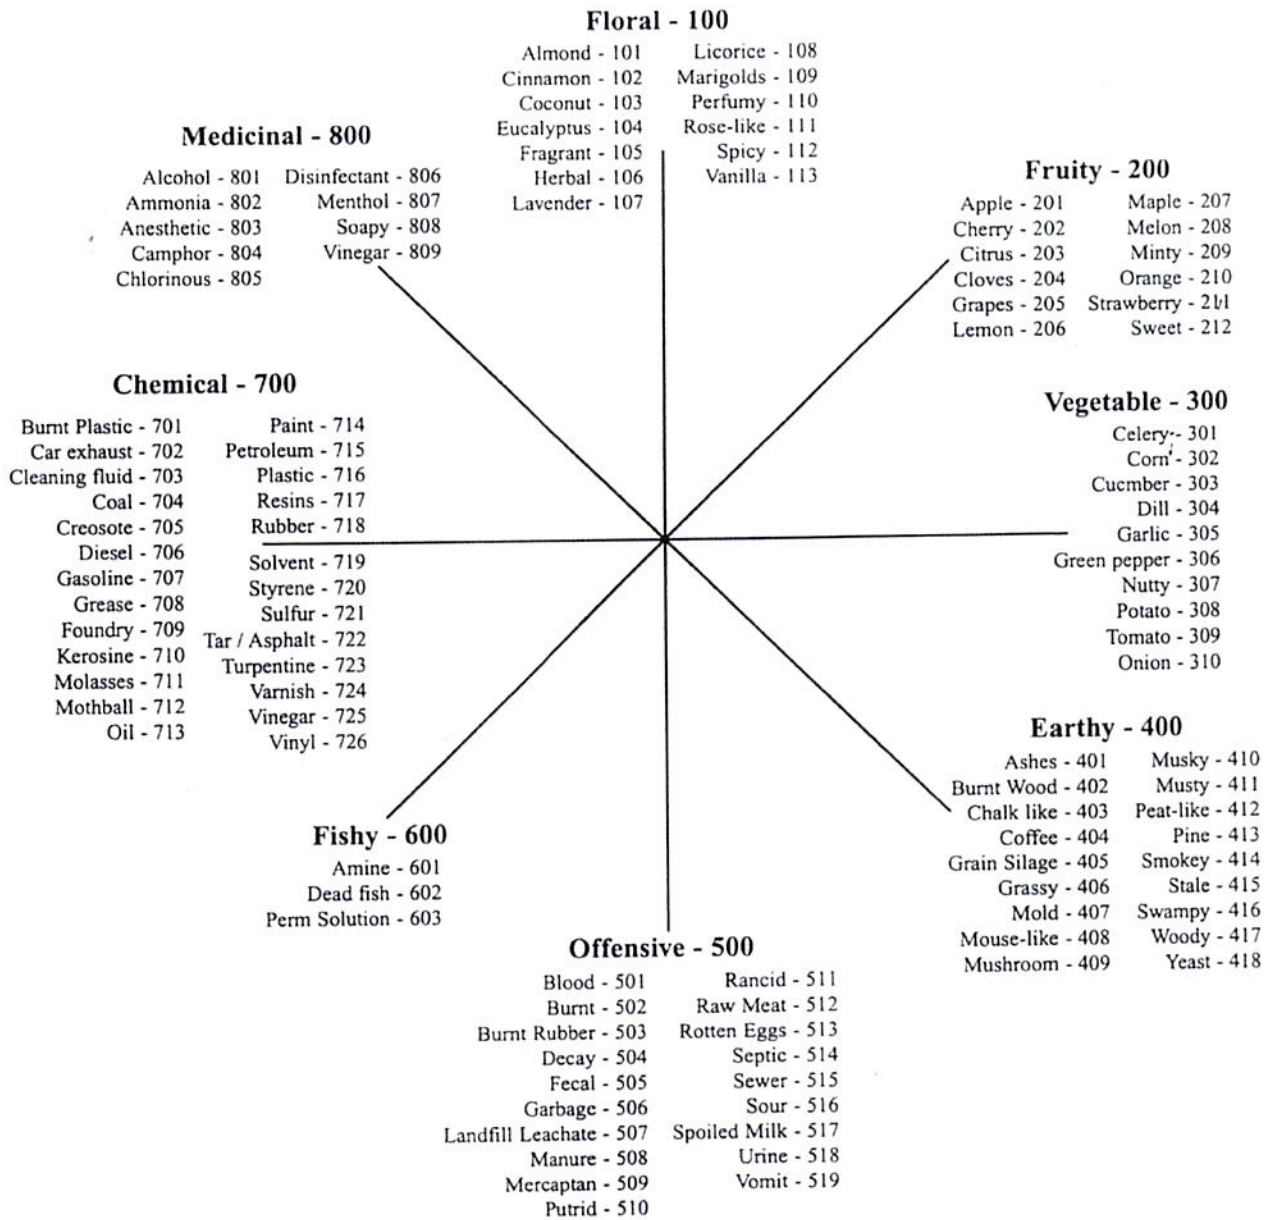 Floral - 100
Almond - 101
Cinnamon - 102
Coconut - 103
Eucalyptus - 104
Fragrant - 105
Herbal - 106
Lavender - 107
Licorice - 108
Marigolds - 109
Perfumy - 110
Rose-like - 111
Spicy - 112
Vanilla - 113
Fruity - 200
Apple - 201
Cherry - 202
Citrus - 203
Cloves - 204
Grapes - 205
Lemon - 206
Maple - 207
Melon - 208
Minty - 209
Orange - 210
Strawberry - 211
Sweet - 212
Vegetable - 300
Celery - 301
Corn - 302
Cucmber - 303
Dill - 304
Garlic - 305
Green pepper - 306
Nutty - 307
Potato - 308
Tomato - 309
Onion - 310
Earthy - 400
Ashes - 401
Burnt Wood - 402
Chalk like - 403
Coffee - 404
Grain Silage - 405
Grassy - 406
Mold - 407
Mouse-like - 408
Mushroom - 409
Musky - 410
Musty - 411
Peat-like - 412
Pine - 413
Smokey - 414
Stale - 415
Swampy - 416
Woody - 417
Yeast - 418
Offensive - 500
Blood - 501
Burnt - 502
Burnt Rubber - 503
Decay - 504
Fecal - 505
Garbage - 506
Landfill Leachate - 507
Manure - 508
Mercaptan - 509
Putrid - 510
Rancid - 511
Raw Meat - 512
Rotten Eggs - 513
Septic - 514
Sewer - 515
Sour - 516
Spoiled Milk - 517
Urine - 518
Vomit - 519
Fishy - 600
Amine - 601
Dead fish - 602
Perm Solution - 603
Chemical - 700
Burnt Plastic - 701
Car exhaust - 702
Cleaning fluid - 703
Coal - 704
Creosote - 705
Diesel - 706
Gasoline - 707
Grease - 708
Foundry - 709
Kerosine - 710
Molasses - 711
Mothball - 712
Oil - 713
Paint - 714
Petroleum - 715
Plastic - 716
Resins - 717
Rubber - 718
Solvent - 719
Styrene - 720
Sulfur - 721
Tar / Asphalt - 722
Turpentine - 723
Varnish - 724
Vinegar - 725
Vinyl - 726
Medicinal - 800
Alcohol - 801
Ammonia - 802
Anesthetic - 803
Camphor - 804
Chlorinous - 805
Disinfectant - 806
Menthol - 807
Soapy - 808
Vinegar - 809